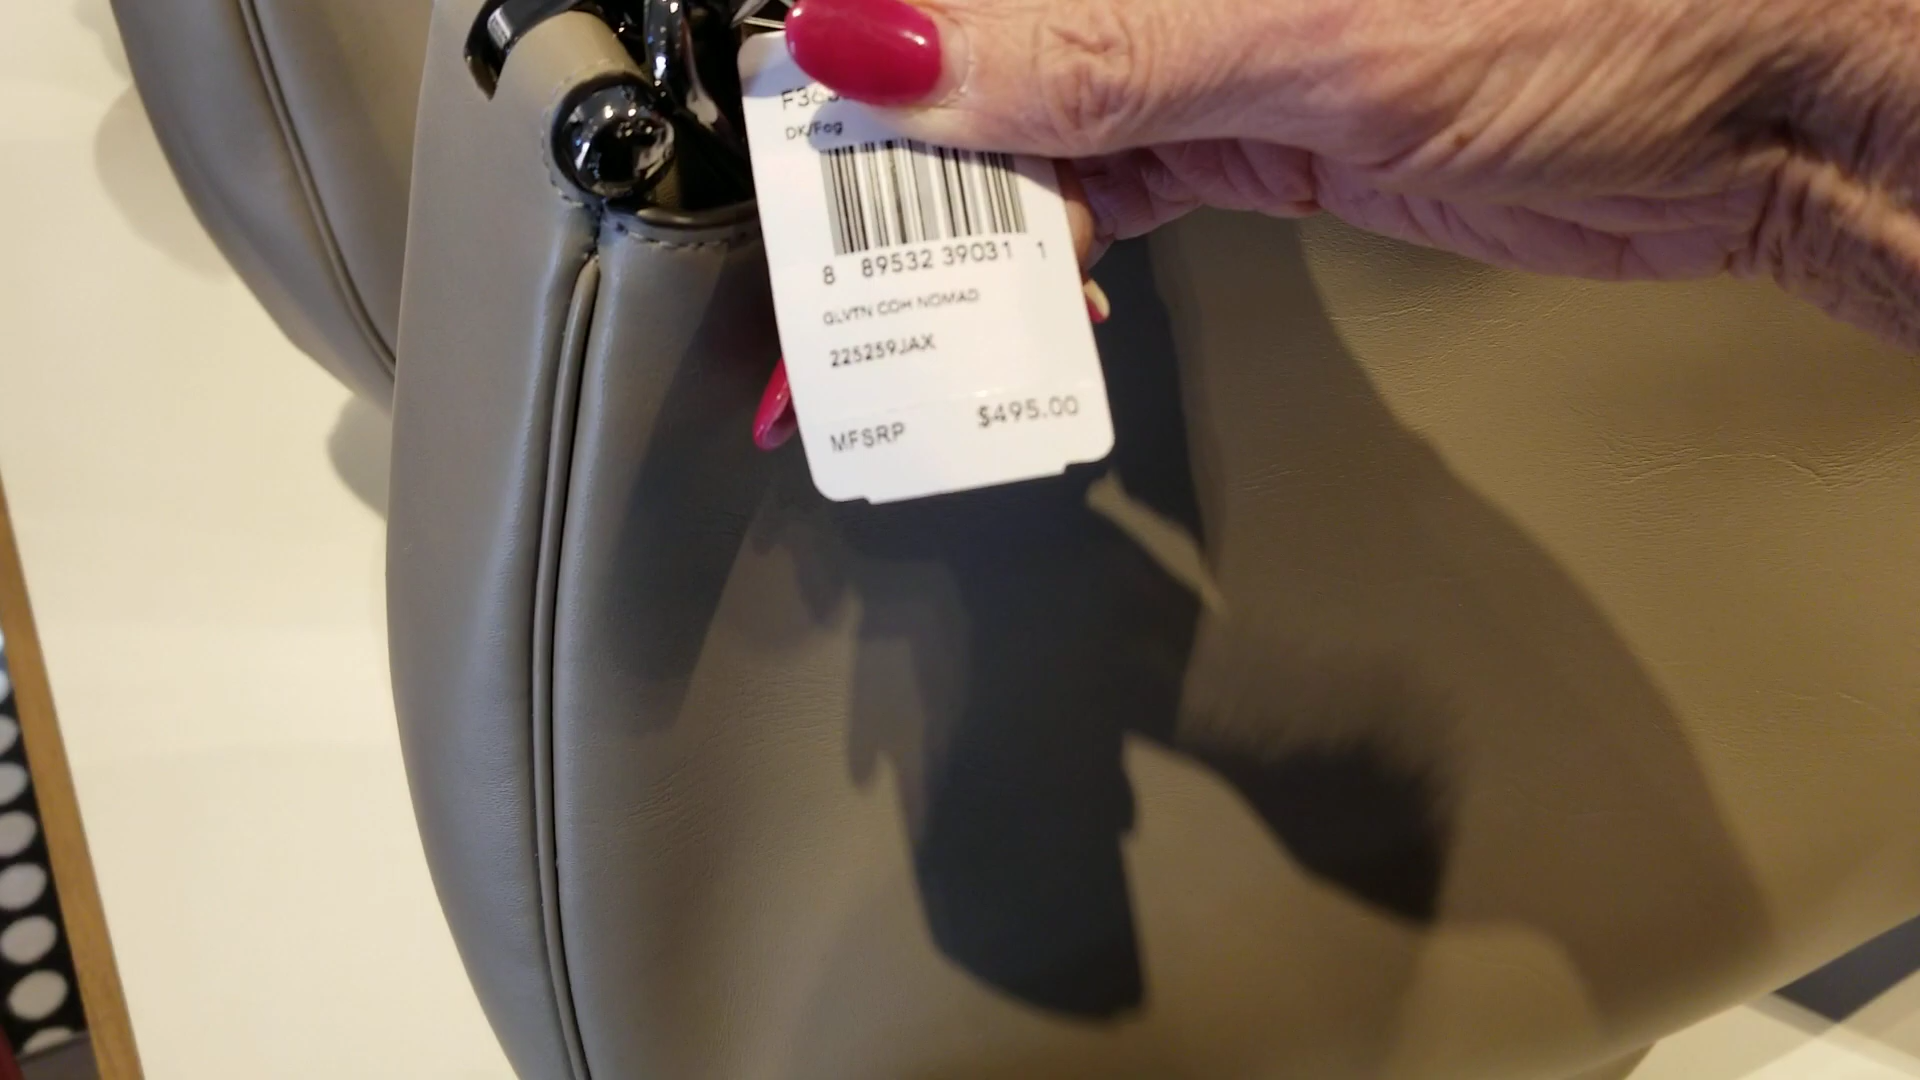 DK/Fog
8 89532 39031 1
GLVTN COH NOMAD
225259JAX
MFSRP $495.00